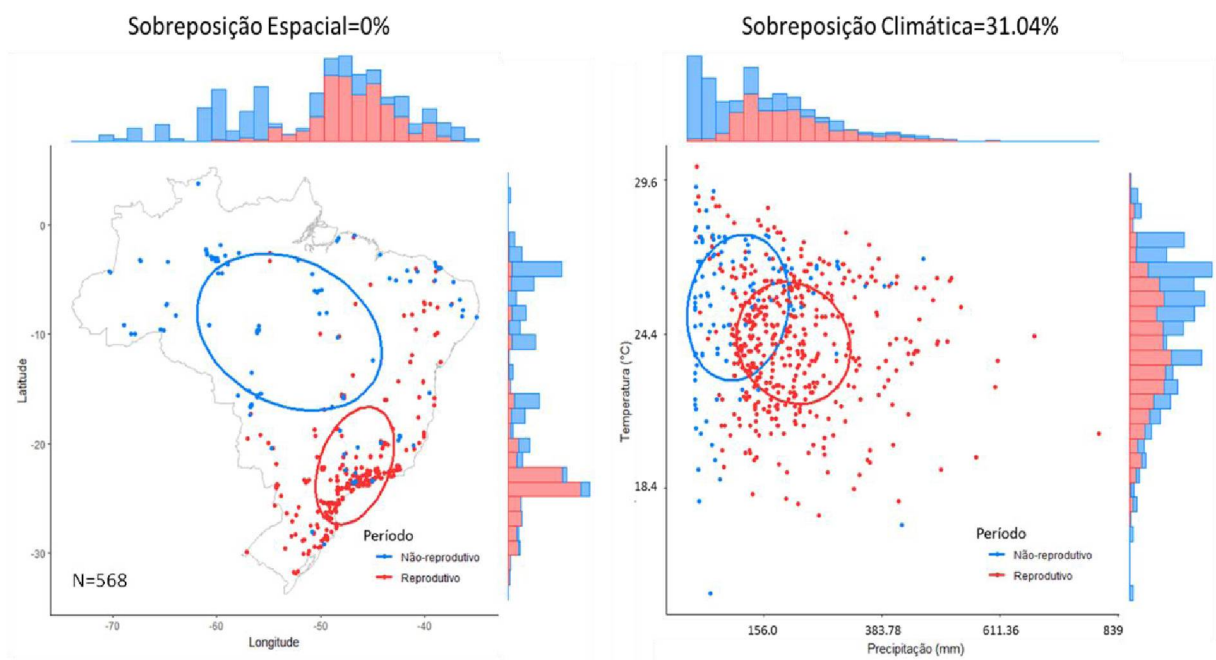 Sobreposição Espacial=0%
Sobreposição Climática=31.04%
Latitude
0
-10
-20
-30
N=568
Período
Não-reprodutivo
Reprodutivo
-70
-60
-50
-40
Longitude
Temperatura (°C)
29.6
24.4
18.4
Período
Não-reprodutivo
Reprodutivo
156.0
383.78
611.36
839
Precipitação (mm)